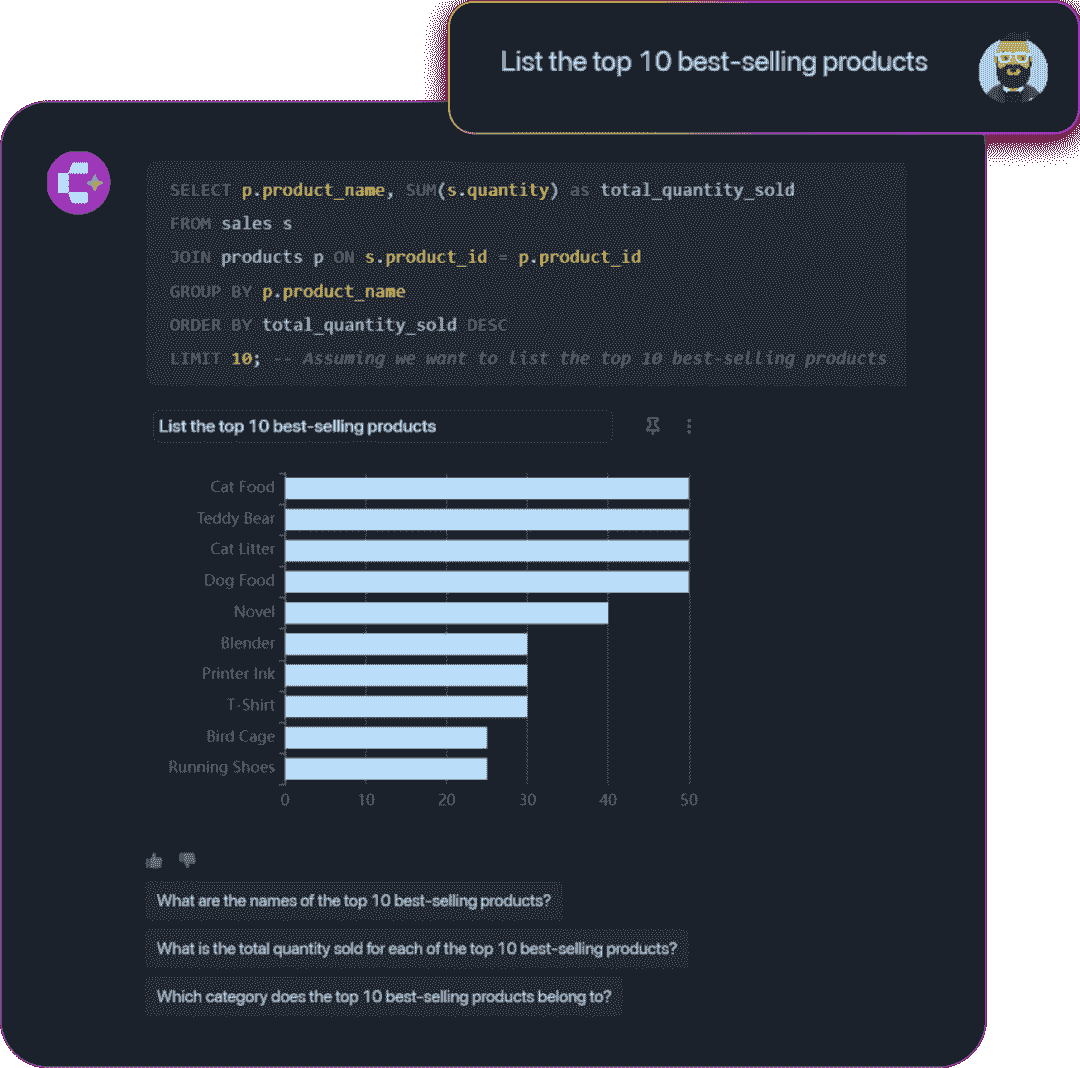 List the top 10 best-selling products
SELECT p.product_name, SUM(s.quantity) as total_quantity_sold
FROM sales s
JOIN products p ON s.product_id = p.product_id
GROUP BY p.product_name
ORDER BY total_quantity_sold DESC
LIMIT 10; -- Assuming we want to list the top 10 best-selling products
List the top 10 best-selling products
Cat Food
Teddy Bear
Cat Litter
Dog Food
Novel
Blender
Printer Ink
T-Shirt
Bird Cage
Running Shoes
0 10 20 30 40 50
What are the names of the top 10 best-selling products?
What is the total quantity sold for each of the top 10 best-selling products?
Which category does the top 10 best-selling products belong to?